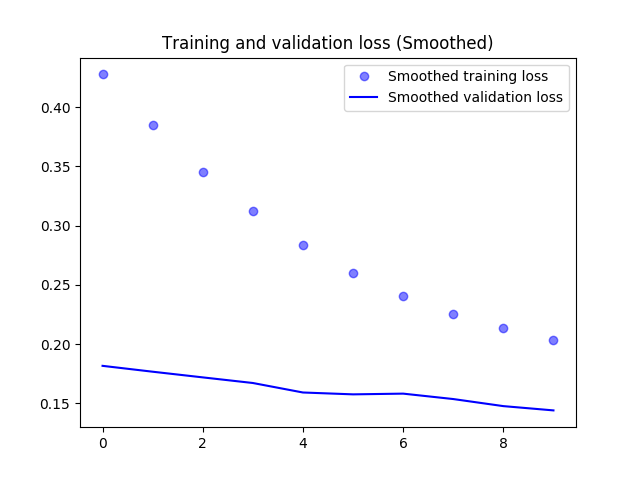 Training and validation loss (Smoothed)
Smoothed training loss
Smoothed validation loss
0.40
0.35
0.30
0.25
0.20
0.15
0 2 4 6 8